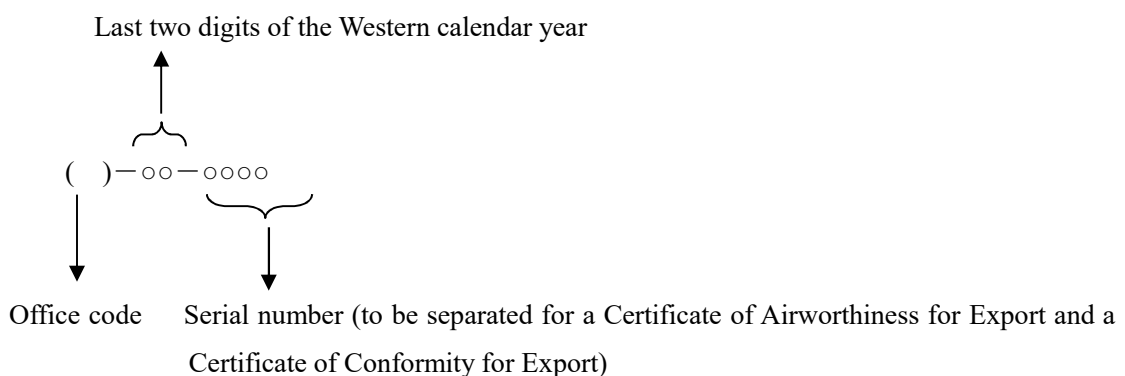 Last two digits of the Western calendar year
(　)－○○－○○○○
Office code　Serial number (to be separated for a Certificate of Airworthiness for Export and a
Certificate of Conformity for Export)